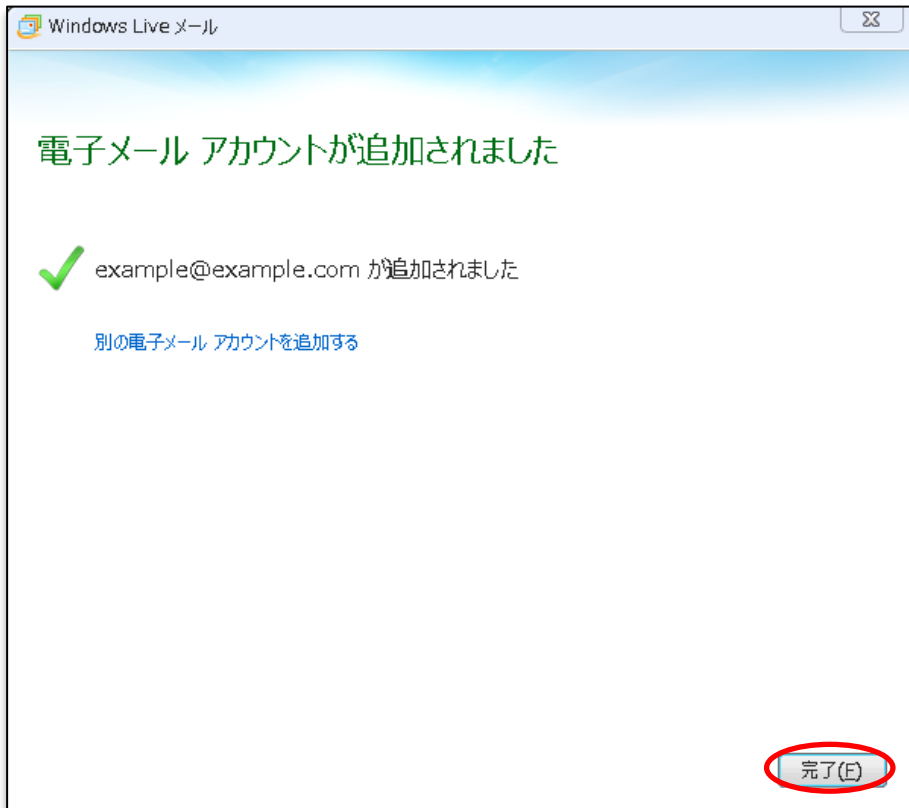 Windows Live メール
電子メール アカウントが追加されました
example@example.com が追加されました
別の電子メール アカウントを追加する
完了(F)